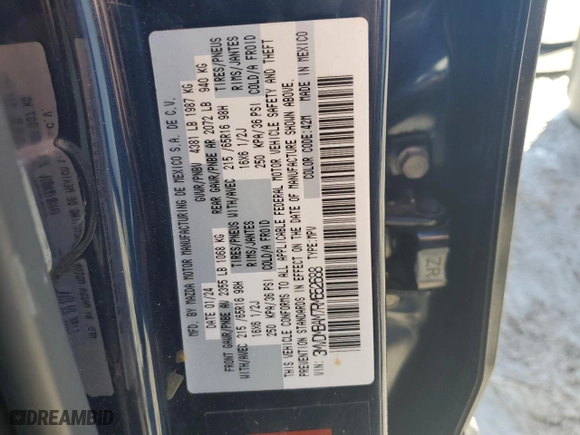 MFD. BY MAZDA MOTOR MANUFACTURING DE MEXICO S.A. DE C.V.
DATE 01/24 GVWR/PNBV 4381 LB 1987 KG
FRONT GAWR/PNBE AV 2355 LB 1068 KG REAR GAWR/PNBE AR 2072 LB 940 KG
WITH/AVEC 215 /65R16 98H TIRES/PNEUS WITH/AVEC 215 /65R16 98H TIRES/PNEUS
16X6 1/2J RIMS/JANTES 16X6 1/2J RIMS/JANTES
250 KPA/36 PSI COLD/A FROID 250 KPA/36 PSI COLD/A FROID
THIS VEHICLE CONFORMS TO ALL APPLICABLE FEDERAL MOTOR VEHICLE SAFETY AND THEFT
PREVENTION STANDARDS IN EFFECT ON THE DATE OF MANUFACTURE SHOWN ABOVE.
VIN: TYPE:MPV COLOR CODE:42M MADE IN MEXICO
ZR1
© DREAMBID